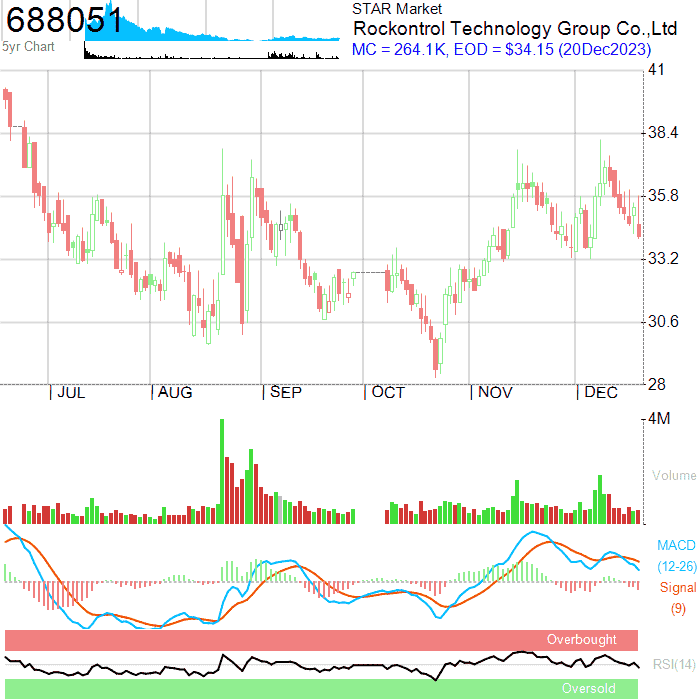 688051
5yr Chart
STAR Market
Rockontrol Technology Group Co.,Ltd
MC = 264.1K, EOD = $34.15 (20Dec2023)
41
38.4
35.8
33.2
30.6
28
JUL AUG SEP OCT NOV DEC
4M
Volume
MACD
(12-26)
Signal
(9)
Overbought
RSI(14)
Oversold